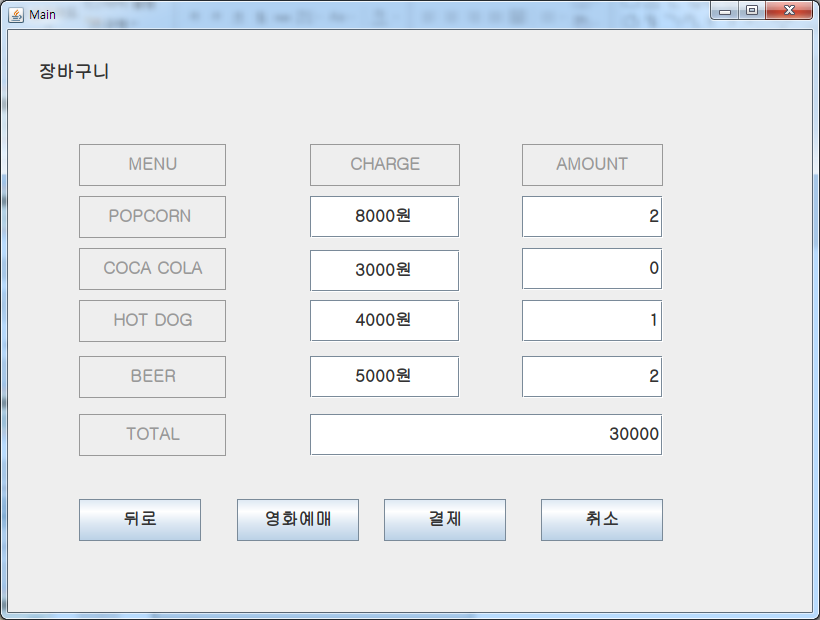 Main
장바구니
MENU CHARGE AMOUNT
POPCORN 8000원 2
COCA COLA 3000원 0
HOT DOG 4000원 1
BEER 5000원 2
TOTAL 30000
뒤로 영화예매 결제 취소